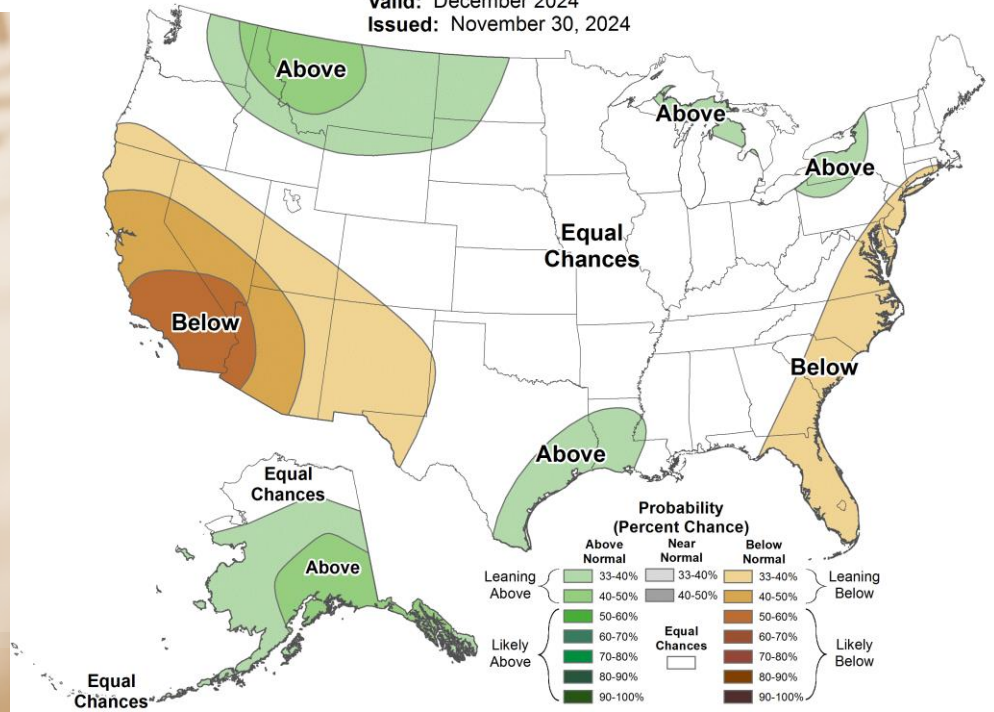 Valid: December 2024
Issued: November 30, 2024
Above
Above
Above
Equal
Chances
Below
Below
Above
Equal
Chances
Above
Equal
Chances
Probability
(Percent Chance)
Above
Normal
Near
Normal
Below
Normal
Leaning
Above
33-40%
33-40%
33-40%
Leaning
Below
40-50%
40-50%
40-50%
Likely
Above
50-60%
50-60%
Likely
Below
60-70%
Equal
Chances
60-70%
70-80%
70-80%
80-90%
80-90%
90-100%
90-100%